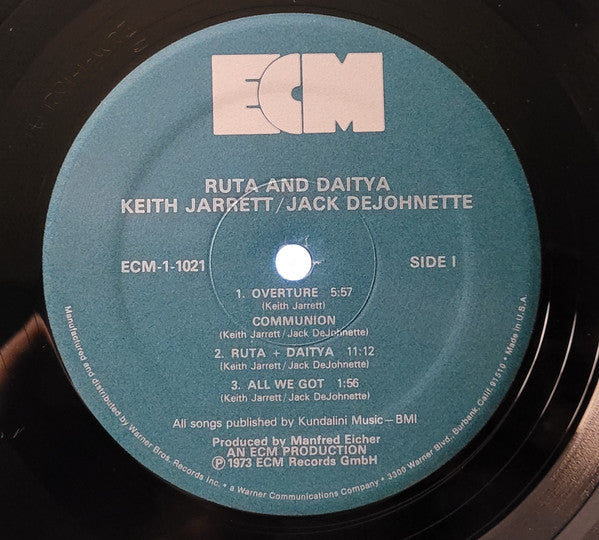 ECM
RUTA AND DAITYA
KEITH JARRETT/JACK DEJOHNETTE
ECM-1-1021
SIDE I
1. OVERTURE 5:57
(Keith Jarrett)
COMMUNION
(Keith Jarrett/Jack DeJohnette)
2. RUTA + DAITYA 11:12
(Keith Jarrett/Jack DeJohnette)
3. ALL WE GOT 1:56
(Keith Jarrett/Jack DeJohnette)
All songs published by Kundalini Music—BMI
Produced by Manfred Eicher
AN ECM PRODUCTION
Ⓟ 1973 ECM Records GmbH
Manufactured and distributed by Warner Bros. Records Inc. • a Warner Communications Company • 3300 Warner Blvd., Burbank, Calif. 91510 • Made in U.S.A.